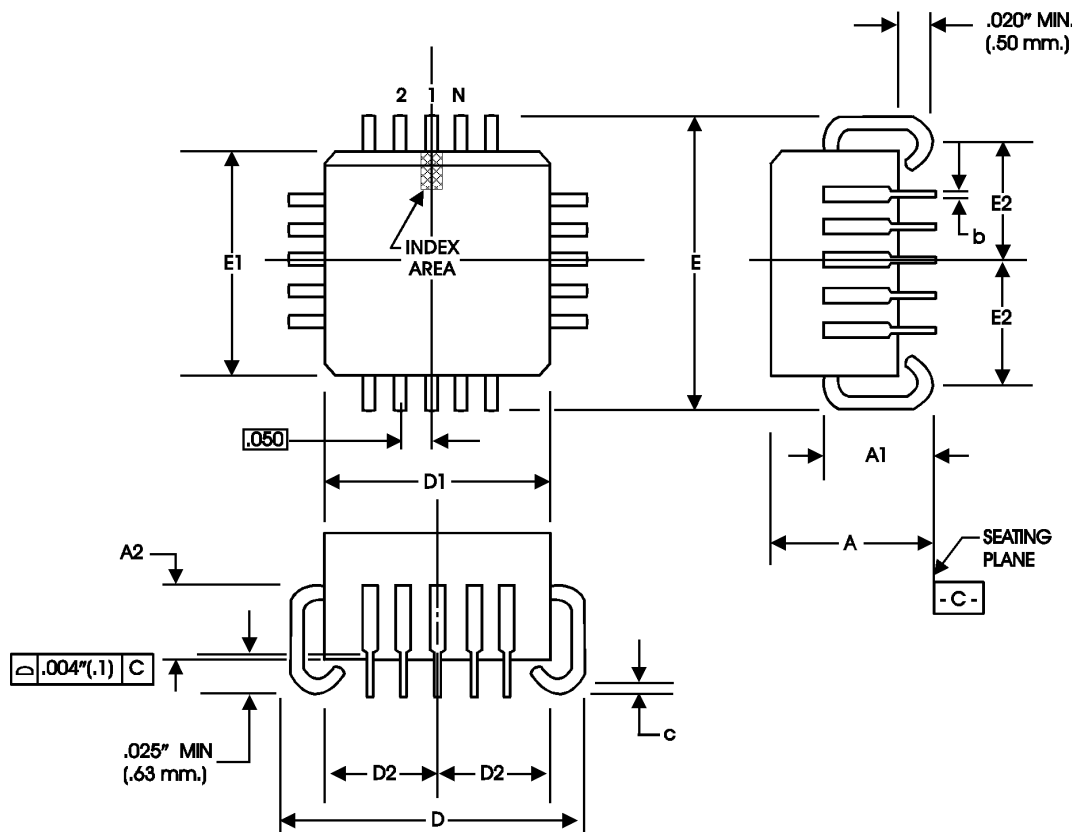 .020" MIN.
(.50 mm.)
2 1 N
E1
INDEX
AREA
E
E2
b
E2
.050
D1
A1
A2
A
SEATING
PLANE
- C -
⌓ .004"(.1) C
.025" MIN
(.63 mm.)
c
D2 D2
D